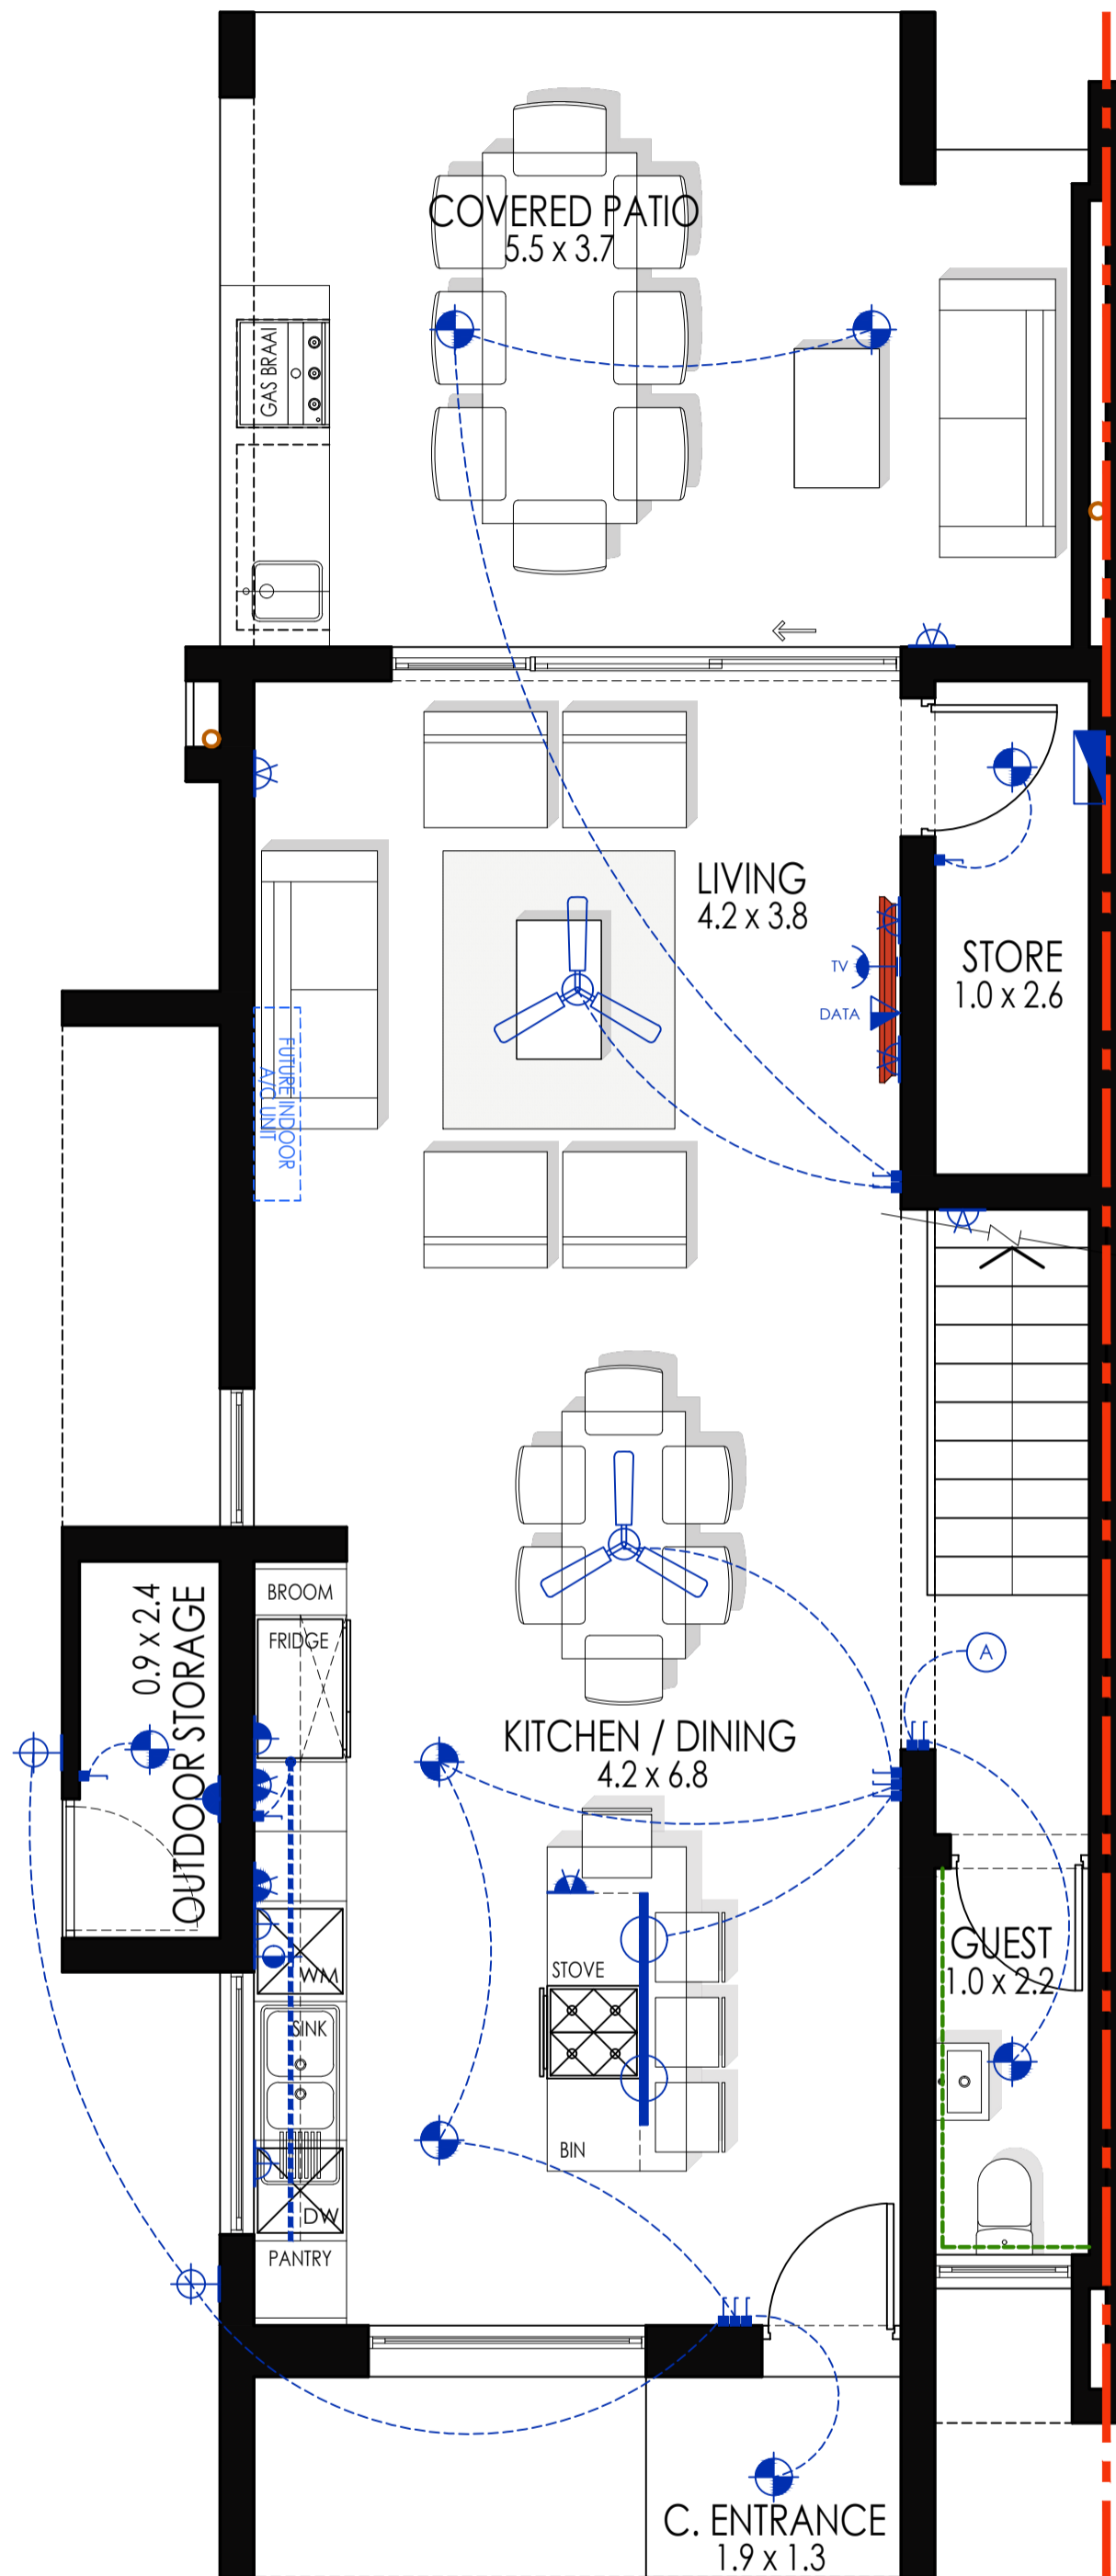 COVERED PATIO
5.5 x 3.7
GAS BRAAI
LIVING
4.2 x 3.8
TV
DATA
STORE
1.0 x 2.6
FUTURE INDOOR
A/C UNIT
BROOM
FRIDGE
OUTDOOR STORAGE
0.9 x 2.4
A
KITCHEN / DINING
4.2 x 6.8
STOVE
WM
SINK
GUEST
1.0 x 2.2
BIN
DW
PANTRY
C. ENTRANCE
1.9 x 1.3